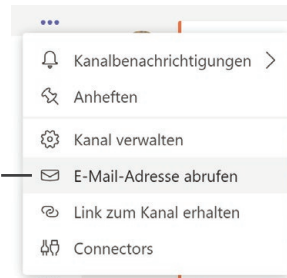 Kanalbenachrichtigungen
Anheften
Kanal verwalten
E-Mail-Adresse abrufen
Link zum Kanal erhalten
Connectors